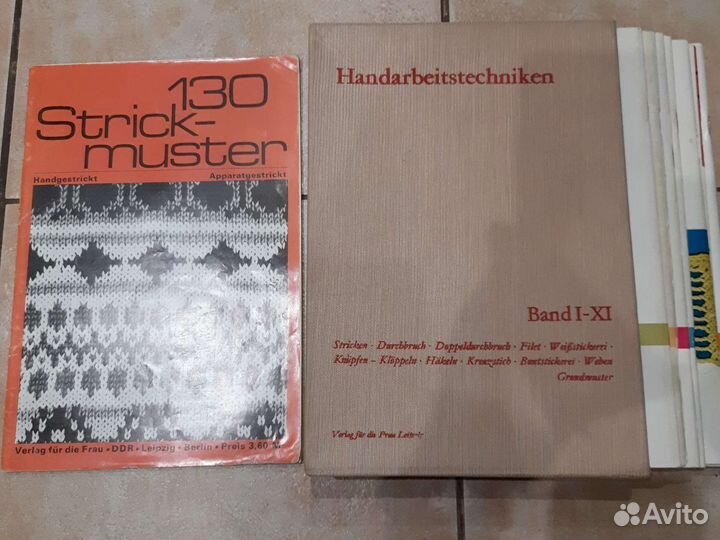 130
Strick-
muster
Handgestrickt Apparatgestrickt
Verlag für die Frau • DDR • Leipzig • Berlin • Preis 3,60 M
Handarbeitstechniken
Band I-XI
Stricken · Durchbruch · Doppeldurchbruch · Filet · Weißstickerei ·
Knüpfen - Klöppeln · Häkeln · Kreuzstich · Buntstickerei · Weben
Grundmuster
Verlag für die Frau Leipzig
Avito